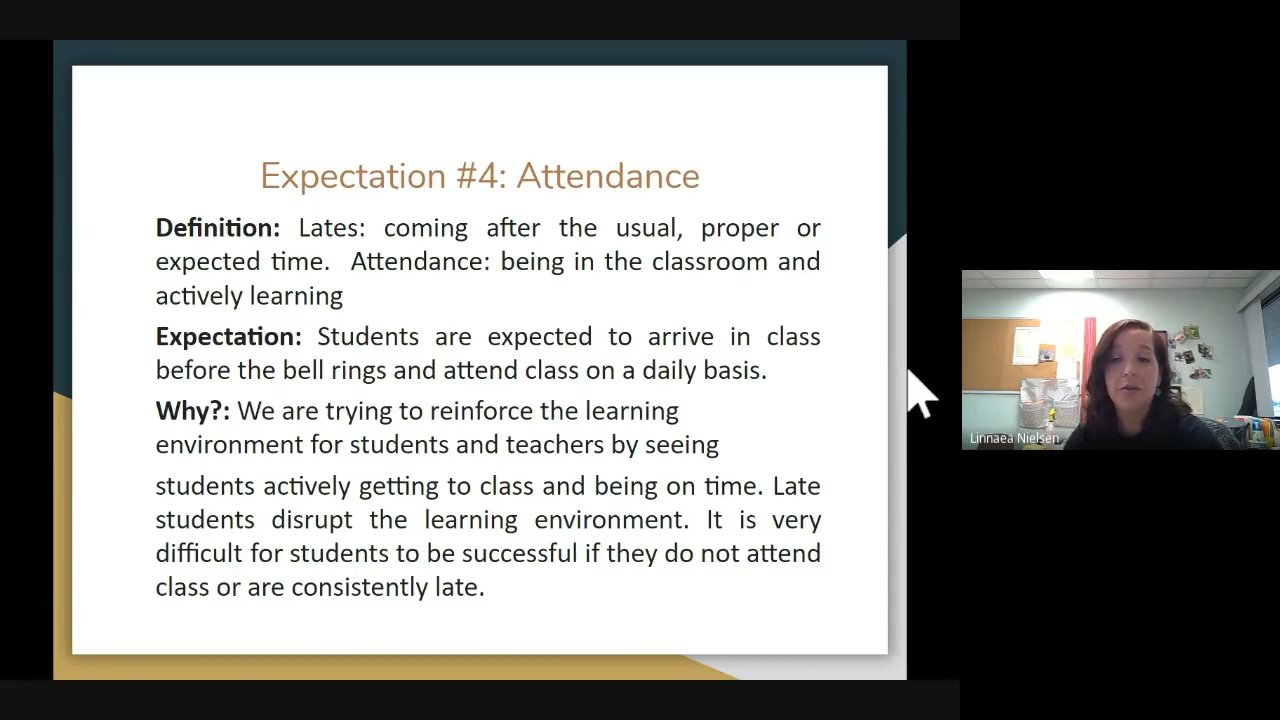 Expectation #4: Attendance
Definition: Lates: coming after the usual, proper or
expected time. Attendance: being in the classroom and
actively learning
Expectation: Students are expected to arrive in class
before the bell rings and attend class on a daily basis.
Why?: We are trying to reinforce the learning
environment for students and teachers by seeing
students actively getting to class and being on time. Late
students disrupt the learning environment. It is very
difficult for students to be successful if they do not attend
class or are consistently late.
Linnaea Nielsen